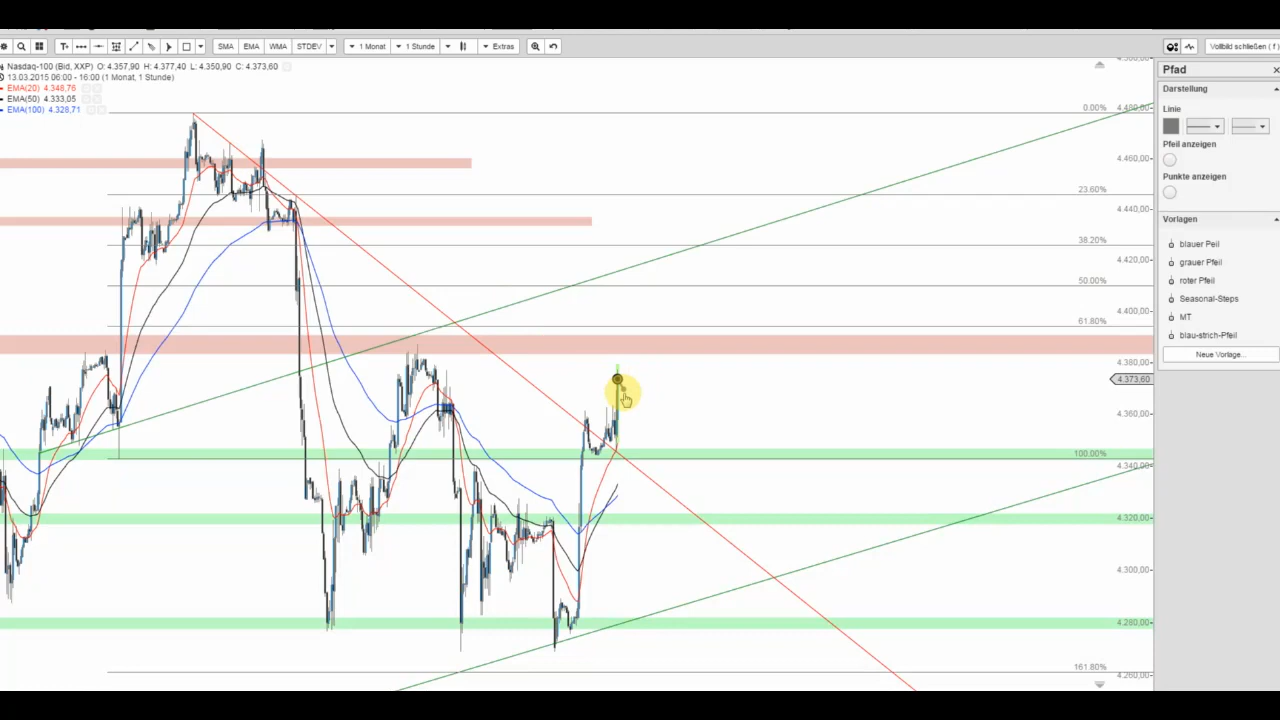 T
SMA
EMA
WMA
STDEV
1 Monat
1 Stunde
Extras
Vollbild schließen ( f )
Nasdaq-100 (Bid, XXP) O: 4.357,90 H: 4.377,40 L: 4.350,90 C: 4.373,60
13.03.2015 06:00 - 16:00 (1 Monat, 1 Stunde)
EMA(20) 4.348,76
EMA(50) 4.333,05
EMA(100) 4.328,71
0.00%
23.60%
38.20%
50.00%
61.80%
100.00%
161.80%
4.480,00
4.460,00
4.440,00
4.420,00
4.400,00
4.380,00
4.373,60
4.360,00
4.340,00
4.320,00
4.300,00
4.280,00
4.260,00
Pfad
Darstellung
Linie
Pfeil anzeigen
Punkte anzeigen
Vorlagen
blauer Peil
grauer Pfeil
roter Pfeil
Seasonal-Steps
MT
blau-strich-Pfeil
Neue Vorlage...